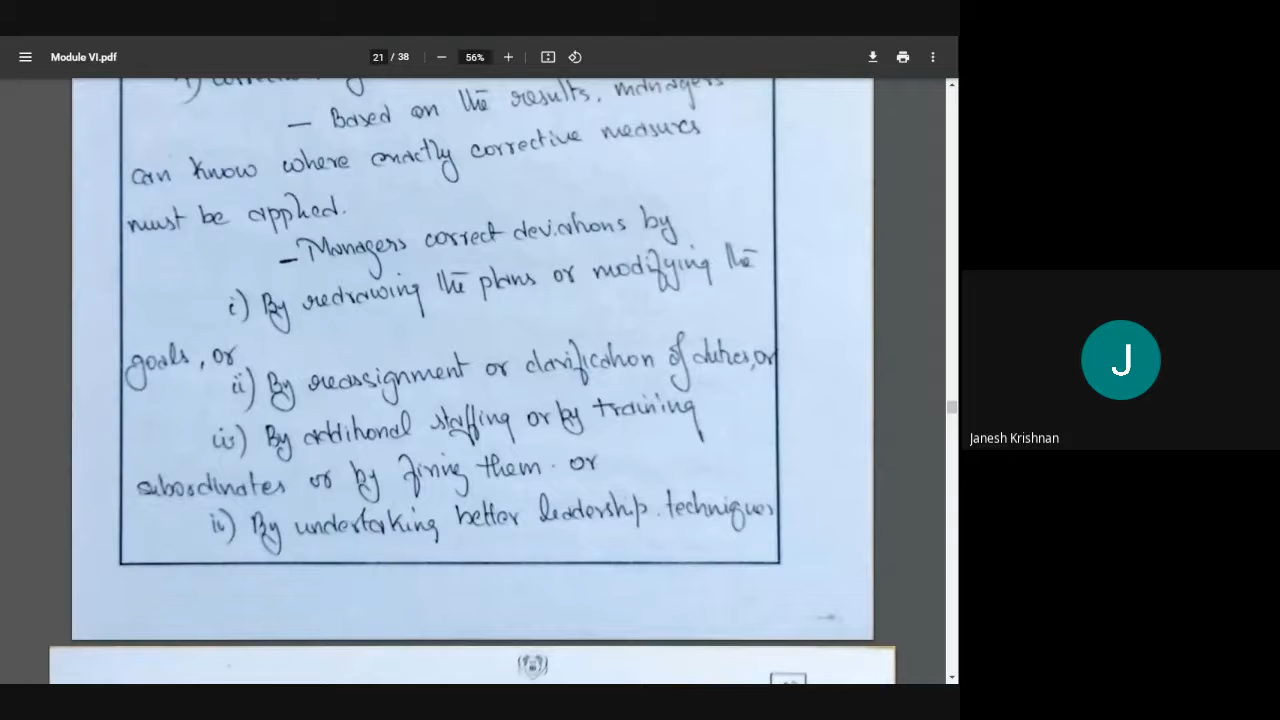 Module VI.pdf
21 / 38
56%
— Based on the results, managers
can know where exactly corrective measures
must be applied.
– Managers correct deviations by
i) By redrawing the plans or modifying the
goals, or
ii) By reassignment or clarification of duties, or
iii) By additional staffing or by training
subordinates or by firing them. or
iv) By undertaking better leadership techniques
J
Janesh Krishnan